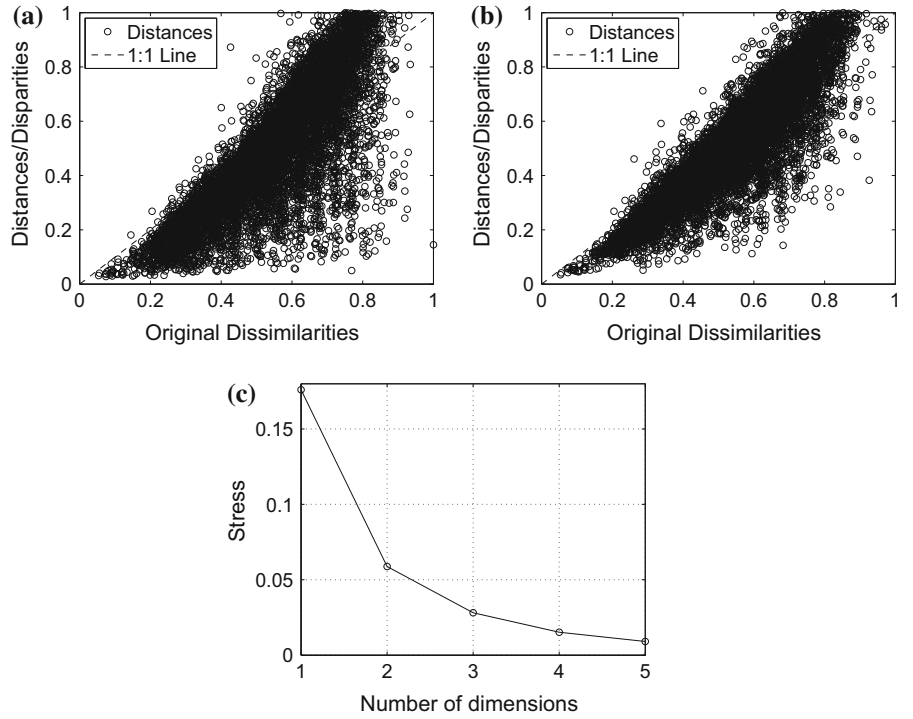 (a)
Distances
1:1 Line
1
0.8
0.6
0.4
0.2
0
0 0.2 0.4 0.6 0.8 1
Distances/Disparities
Original Dissimilarities
(b)
Distances
1:1 Line
1
0.8
0.6
0.4
0.2
0
0 0.2 0.4 0.6 0.8 1
Distances/Disparities
Original Dissimilarities
(c)
0.15
0.1
0.05
0
1 2 3 4 5
Stress
Number of dimensions